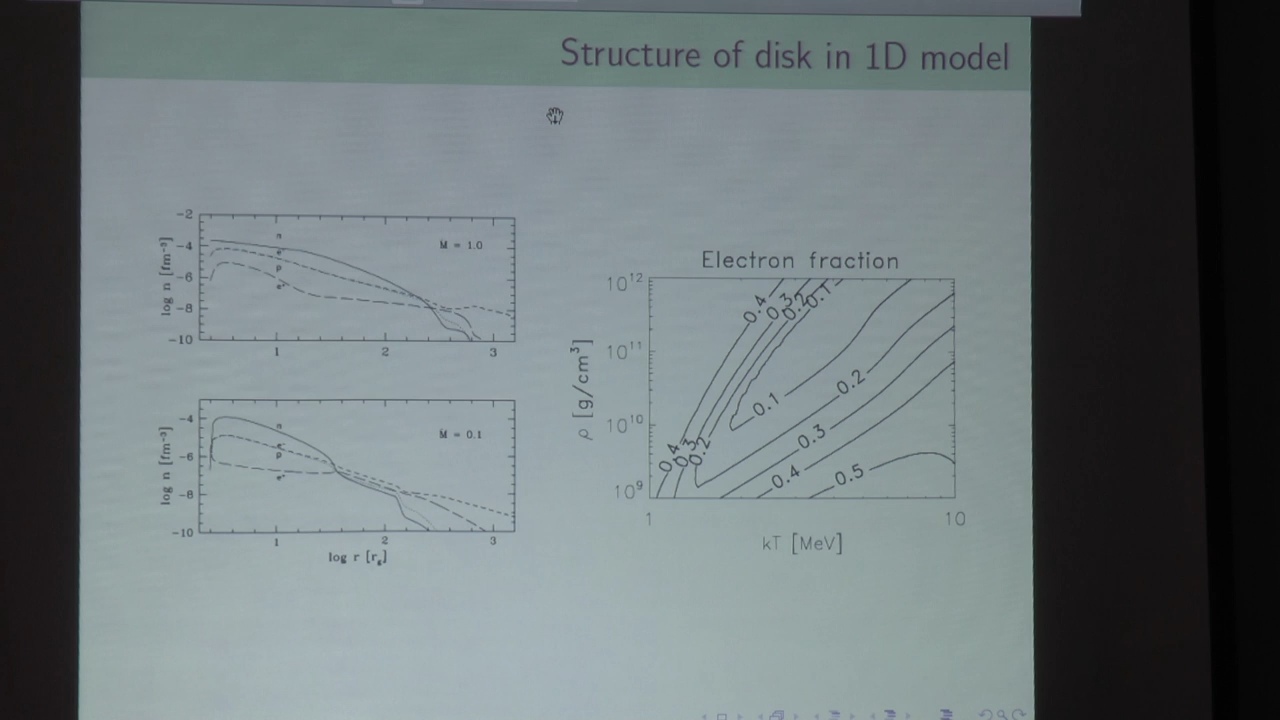 Structure of disk in 1D model
-2
-4
-6
-8
-10
log n [fm⁻³]
n
e
p
M = 1.0
1
2
3
-4
-6
-8
-10
log n [fm⁻³]
n
p
M = 0.1
1
2
3
log r [r
Electron fraction
10¹²
10¹¹
10¹⁰
10⁹
ρ [g/cm³]
0.4
0.3
0.2
0.1
0.1
0.2
0.3
0.4
0.5
0.4
0.3
0.2
1
10
kT [MeV]